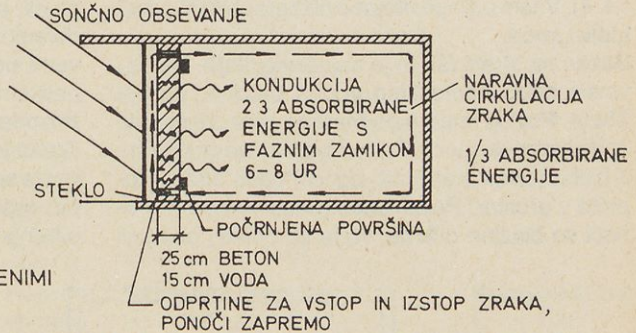 SONČNO OBSEVANJE
KONDUKCIJA
2 3 ABSORBIRANE
ENERGIJE S
FAZNIM ZAMIKOM
6-8 UR
NARAVNA
CIRKULACIJA
ZRAKA
1/3 ABSORBIRANE
ENERGIJE
STEKLO
POČRNJENA POVRŠINA
25 cm BETON
15 cm VODA
ENIMI
ODPRTINE ZA VSTOP IN IZSTOP ZRAKA,
PONOČI ZAPREMO